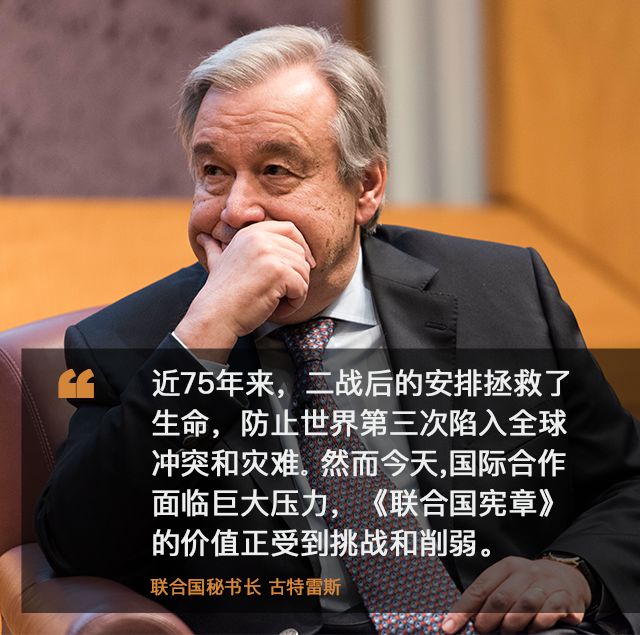 ❝
近75年来，二战后的安排拯救了
生命，防止世界第三次陷入全球
冲突和灾难。然而今天,国际合作
面临巨大压力，《联合国宪章》
的价值正受到挑战和削弱。
联合国秘书长 古特雷斯